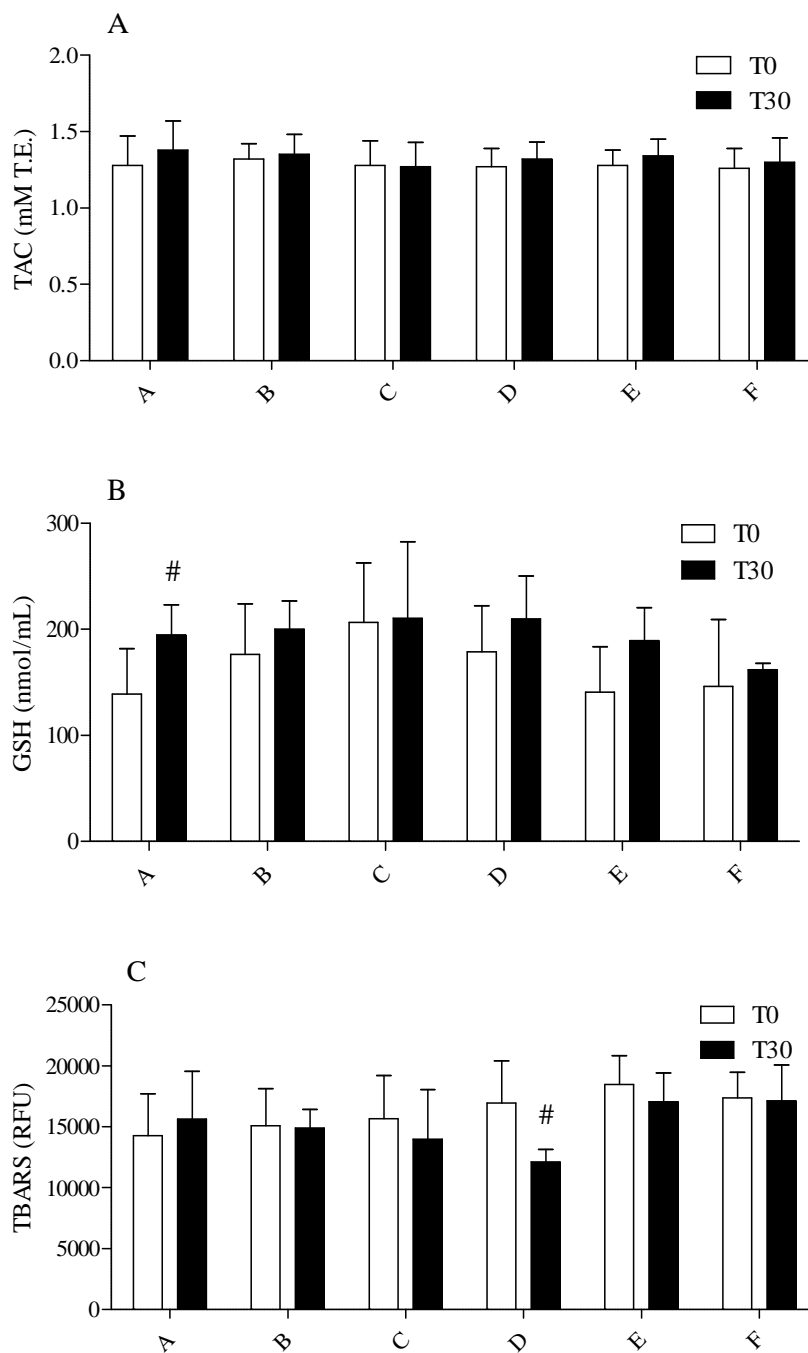 A
2.0
1.5
1.0
0.5
0.0
TAC (mM T.E.)
T0
T30
A B C D E F
B
300
200
100
0
GSH (nmol/mL)
#
T0
T30
A B C D E F
C
25000
20000
15000
10000
5000
0
TBARS (RFU)
T0
T30
#
A B C D E F